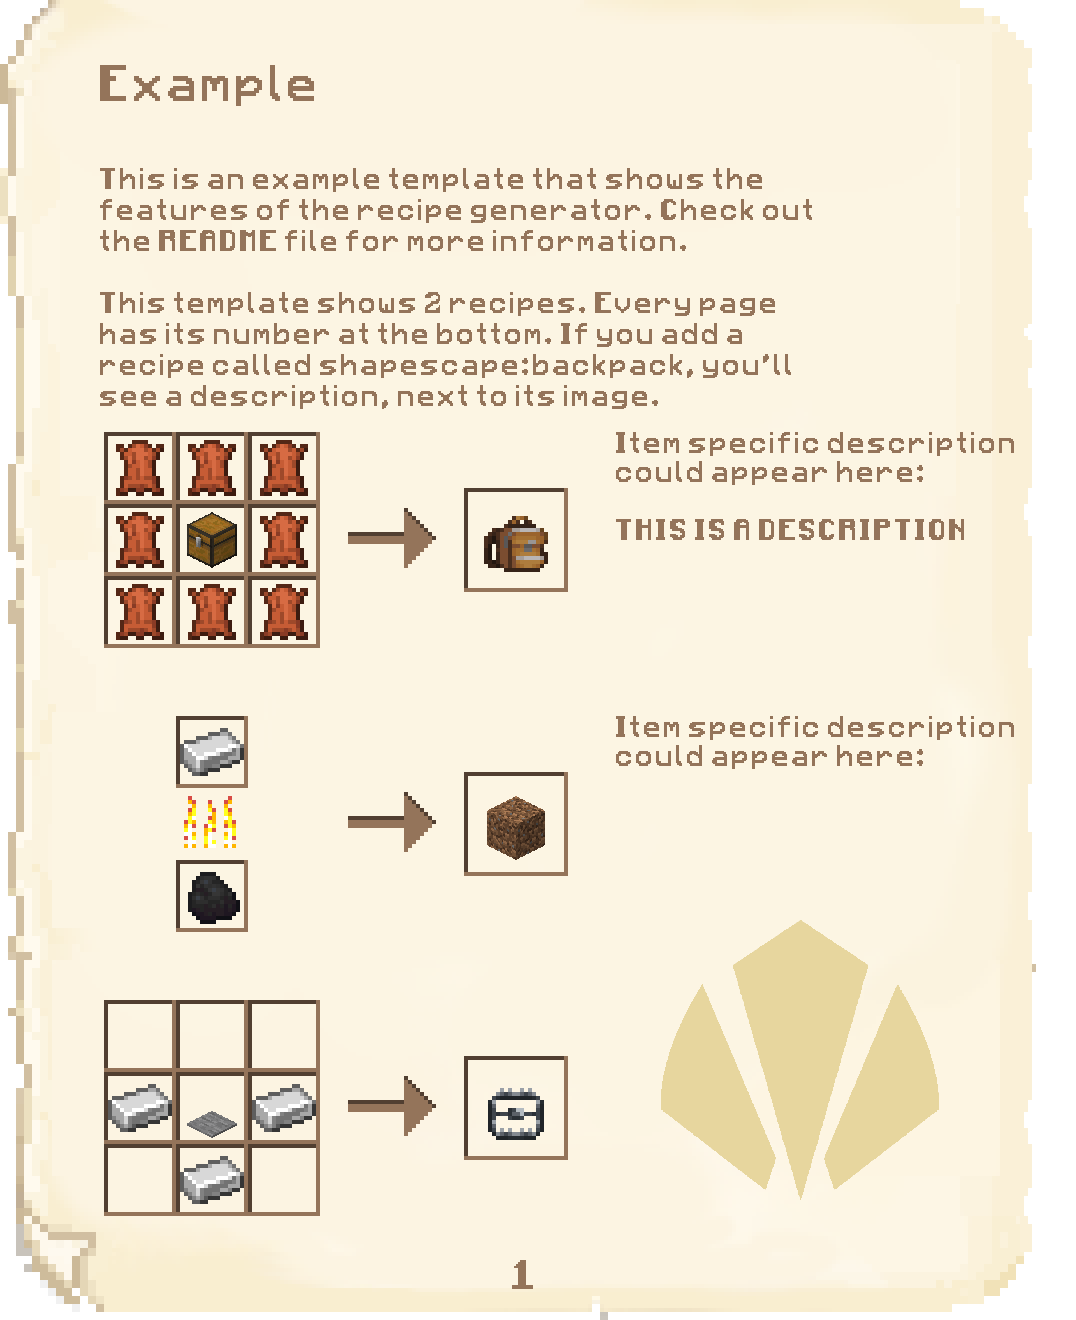 Example
This is an example template that shows the
features of the recipe generator. Check out
the README file for more information.
This template shows 2 recipes. Every page
has its number at the bottom. If you add a
recipe called shapescape:backpack, you'll
see a description, next to its image.
Item specific description
could appear here:
THIS IS A DESCRIPTION
Item specific description
could appear here:
1